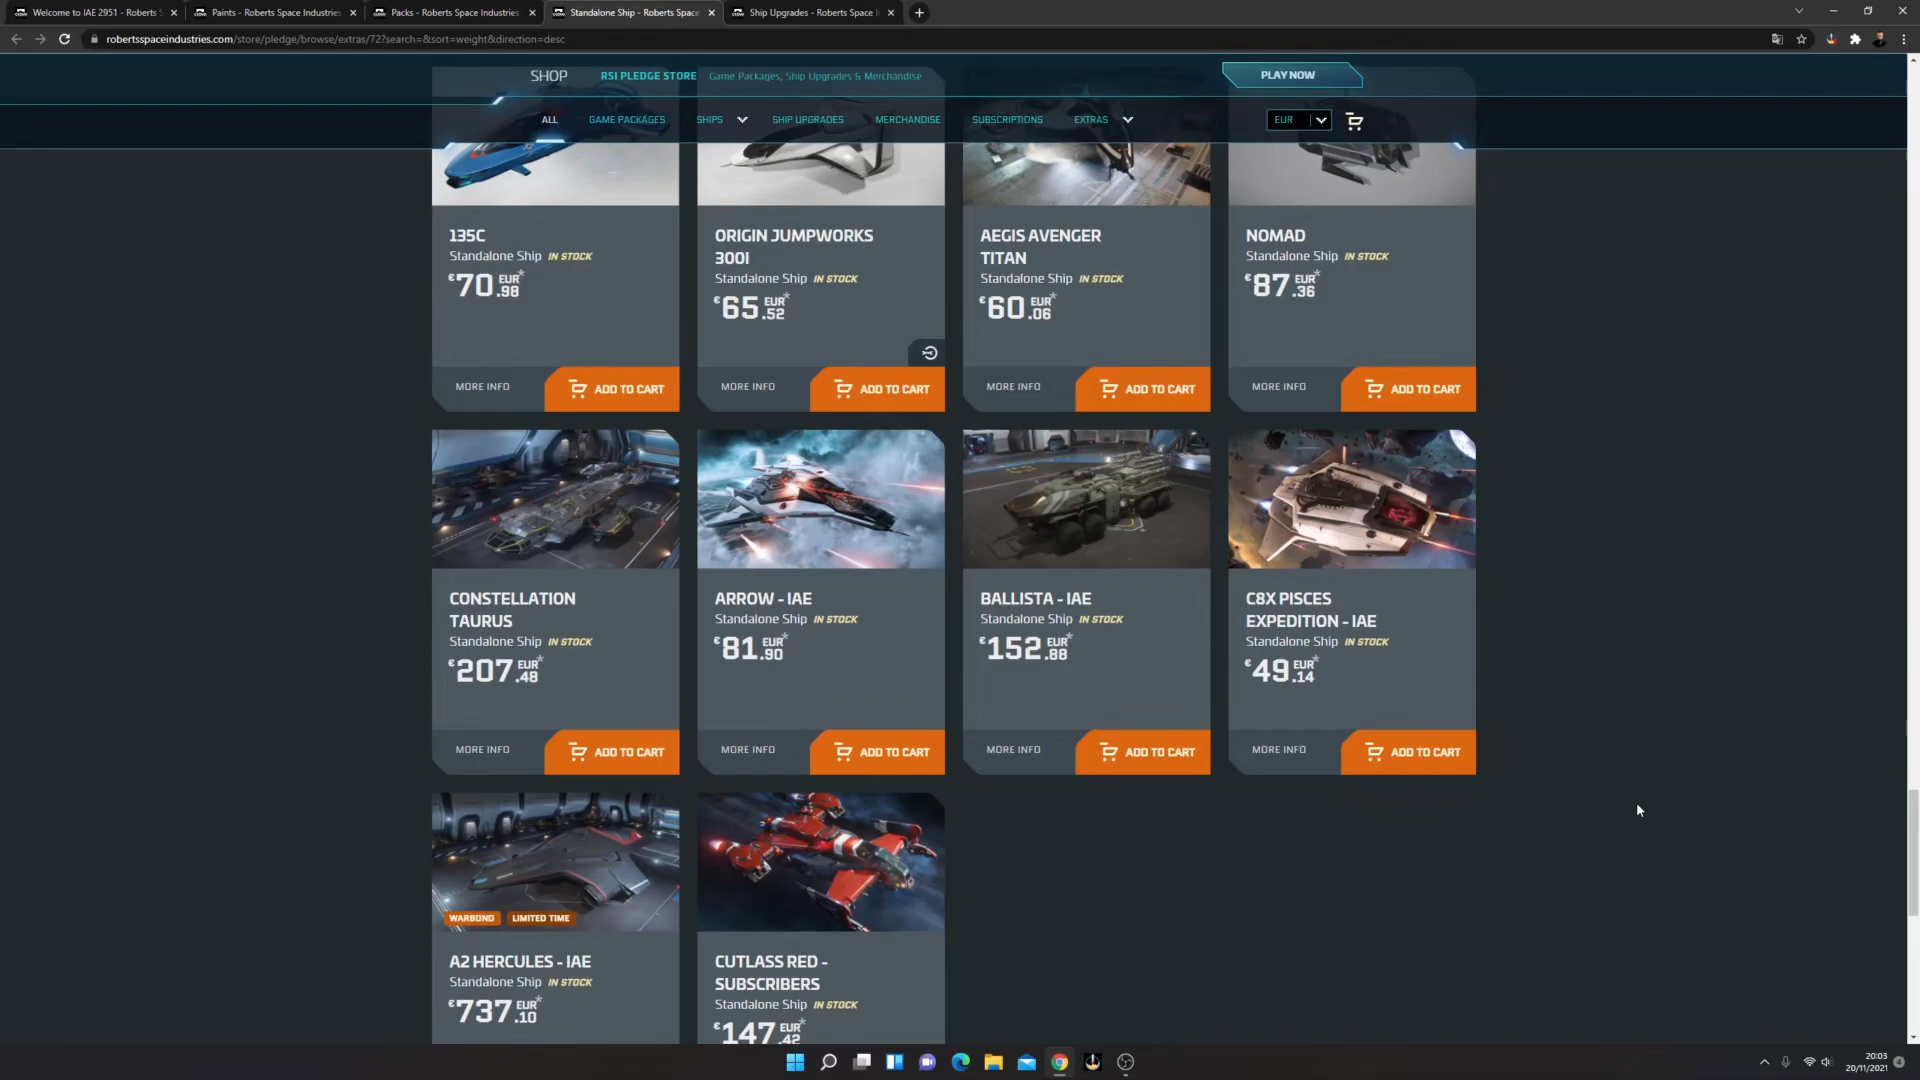 Welcome to IAE 2951 - Roberts S
Paints - Roberts Space Industries
Packs - Roberts Space Industries
Standalone Ship - Roberts Space
Ship Upgrades - Roberts Space I
robertsspaceindustries.com/store/pledge/browse/extras/72?search=&sort=weight&direction=desc
SHOP
RSI PLEDGE STORE
Game Packages, Ship Upgrades & Merchandise
PLAY NOW
ALL
GAME PACKAGES
SHIPS
SHIP UPGRADES
MERCHANDISE
SUBSCRIPTIONS
EXTRAS
EUR
135C
Standalone Ship IN STOCK
€70.98 EUR*
MORE INFO
ADD TO CART
ORIGIN JUMPWORKS
300I
Standalone Ship IN STOCK
€65.52 EUR*
MORE INFO
ADD TO CART
AEGIS AVENGER
TITAN
Standalone Ship IN STOCK
€60.06 EUR*
MORE INFO
ADD TO CART
NOMAD
Standalone Ship IN STOCK
€87.36 EUR*
MORE INFO
ADD TO CART
CONSTELLATION
TAURUS
Standalone Ship IN STOCK
€207.48 EUR*
MORE INFO
ADD TO CART
ARROW - IAE
Standalone Ship IN STOCK
€81.90 EUR*
MORE INFO
ADD TO CART
BALLISTA - IAE
Standalone Ship IN STOCK
€152.88 EUR*
MORE INFO
ADD TO CART
C8X PISCES
EXPEDITION - IAE
Standalone Ship IN STOCK
€49.14 EUR*
MORE INFO
ADD TO CART
WARBOND
LIMITED TIME
A2 HERCULES - IAE
Standalone Ship IN STOCK
€737.10 EUR*
CUTLASS RED -
SUBSCRIBERS
Standalone Ship IN STOCK
€147.42 EUR*
20:03
20/11/2021
4